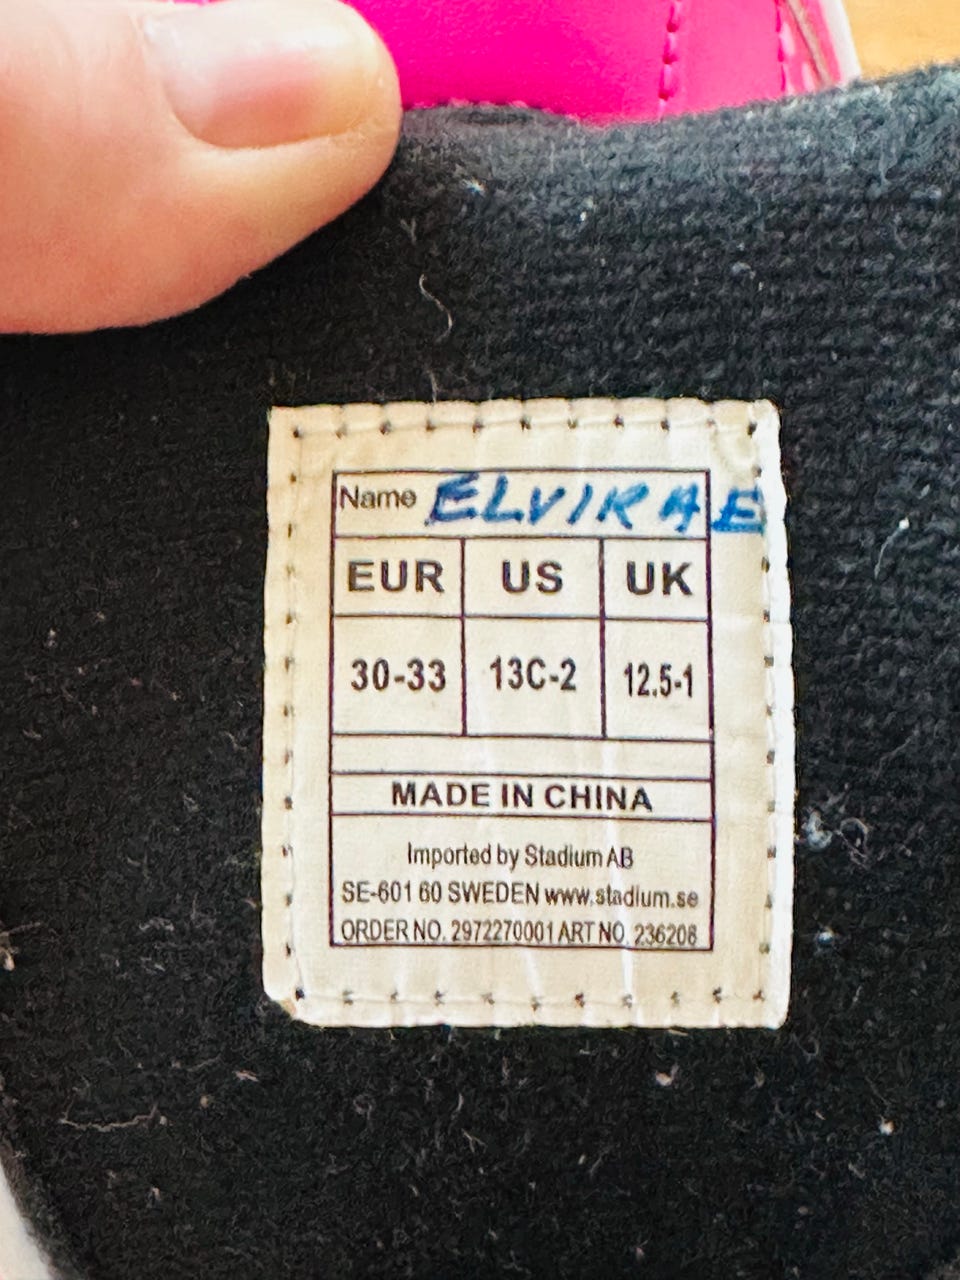 Name ELVIRA E
EUR US UK
30-33 13C-2 12.5-1
MADE IN CHINA
Imported by Stadium AB
SE-601 60 SWEDEN www.stadium.se
ORDER NO. 2972270001 ART NO. 236208